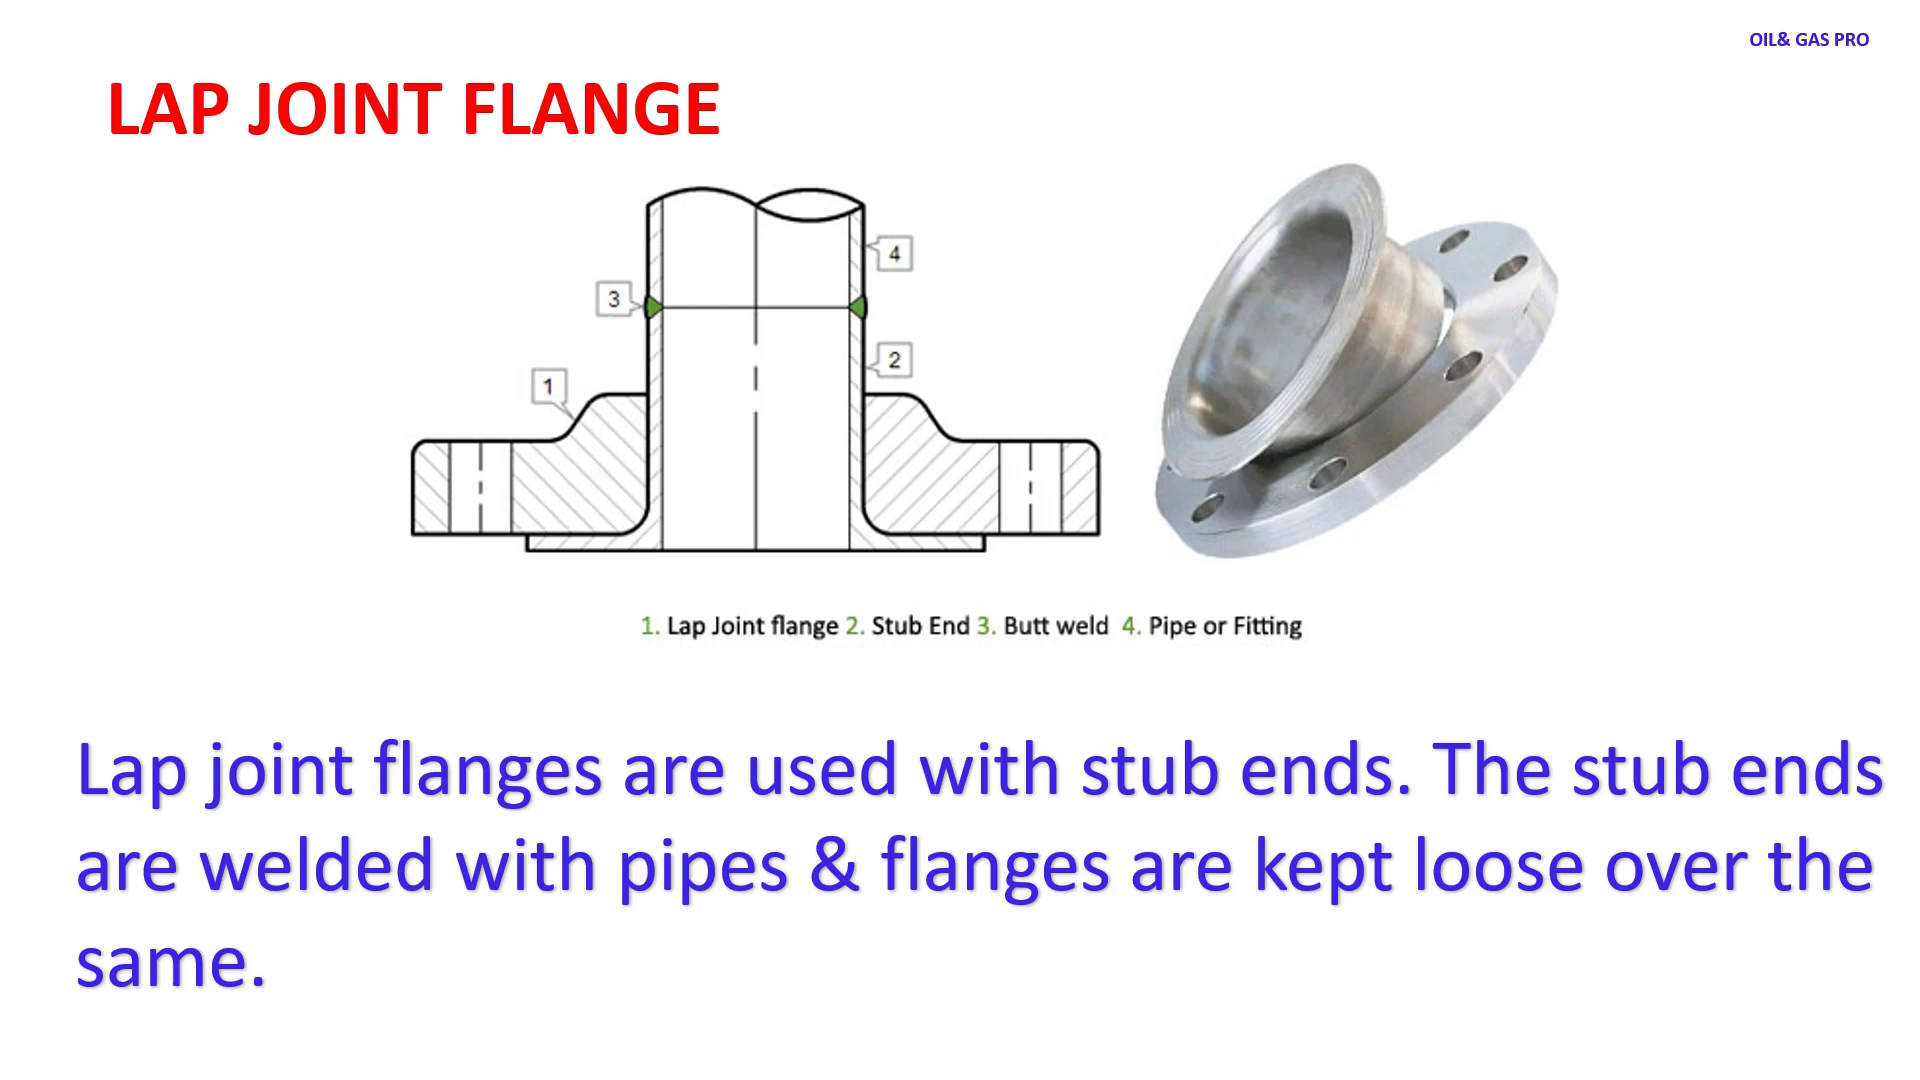 OIL& GAS PRO
LAP JOINT FLANGE
4
3
2
1
1. Lap Joint flange 2. Stub End 3. Butt weld 4. Pipe or Fitting
Lap joint flanges are used with stub ends. The stub ends
are welded with pipes & flanges are kept loose over the
same.